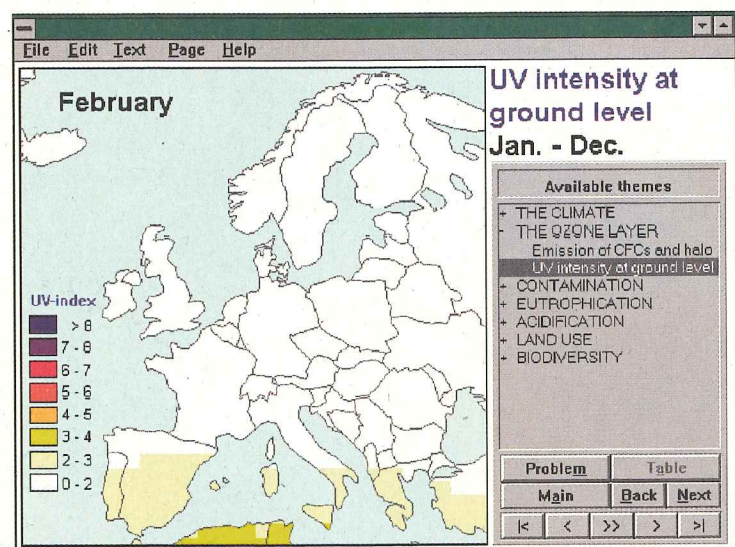 File Edit Text Page Help
February
UV intensity at
ground level
Jan. - Dec.
Available themes
+ THE CLIMATE
- THE OZONE LAYER
Emission of CFCs and halo
UV intensity at ground level
+ CONTAMINATION
+ EUTROPHICATION
+ ACIDIFICATION
+ LAND USE
+ BIODIVERSITY
UV-index
> 8
7 - 8
6 - 7
5 - 6
4 - 5
3 - 4
2 - 3
0 - 2
Problem Table
Main Back Next
|< < >> > >|